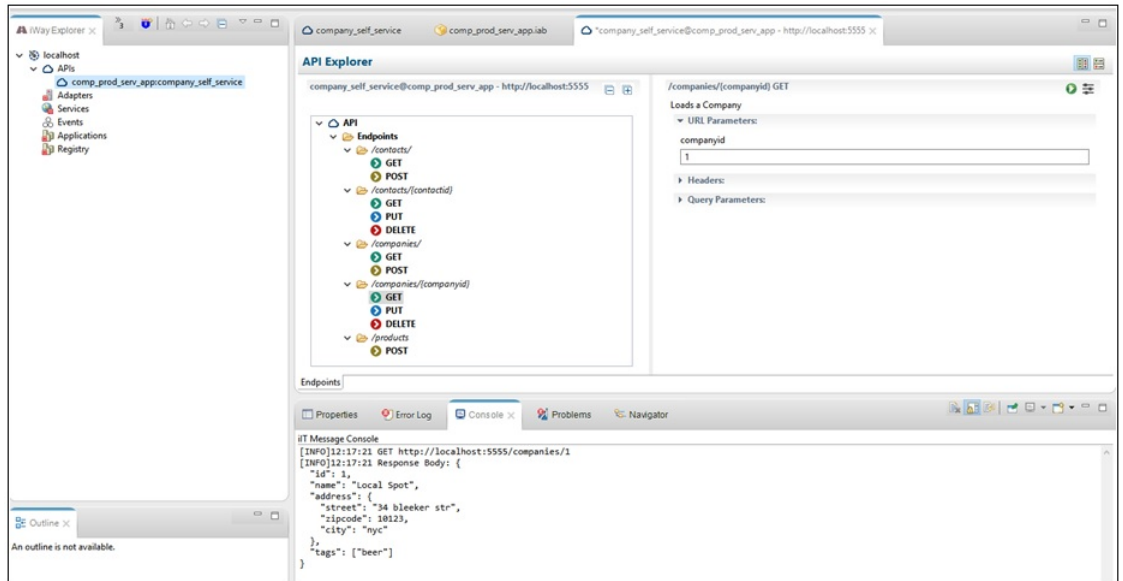 iWay Explorer
3
localhost
APIs
comp_prod_serv_app:company_self_service
Adapters
Services
Events
Applications
Registry
Outline
An outline is not available.
company_self_service
comp_prod_serv_app.iab
*company_self_service@comp_prod_serv_app - http://localhost:5555
API Explorer
company_self_service@comp_prod_serv_app - http://localhost:5555
API
Endpoints
/contacts/
GET
POST
/contacts/{contactid}
GET
PUT
DELETE
/companies/
GET
POST
/companies/{companyid}
GET
PUT
DELETE
/products
POST
Endpoints
/companies/{companyid} GET
Loads a Company
URL Parameters:
companyid
1
Headers:
Query Parameters:
Properties
Error Log
Console
Problems
Navigator
iIT Message Console
[INFO]12:17:21 GET http://localhost:5555/companies/1
[INFO]12:17:21 Response Body: {
"id": 1,
"name": "Local Spot",
"address": {
"street": "34 bleeker str",
"zipcode": 10123,
"city": "nyc"
},
"tags": ["beer"]
}